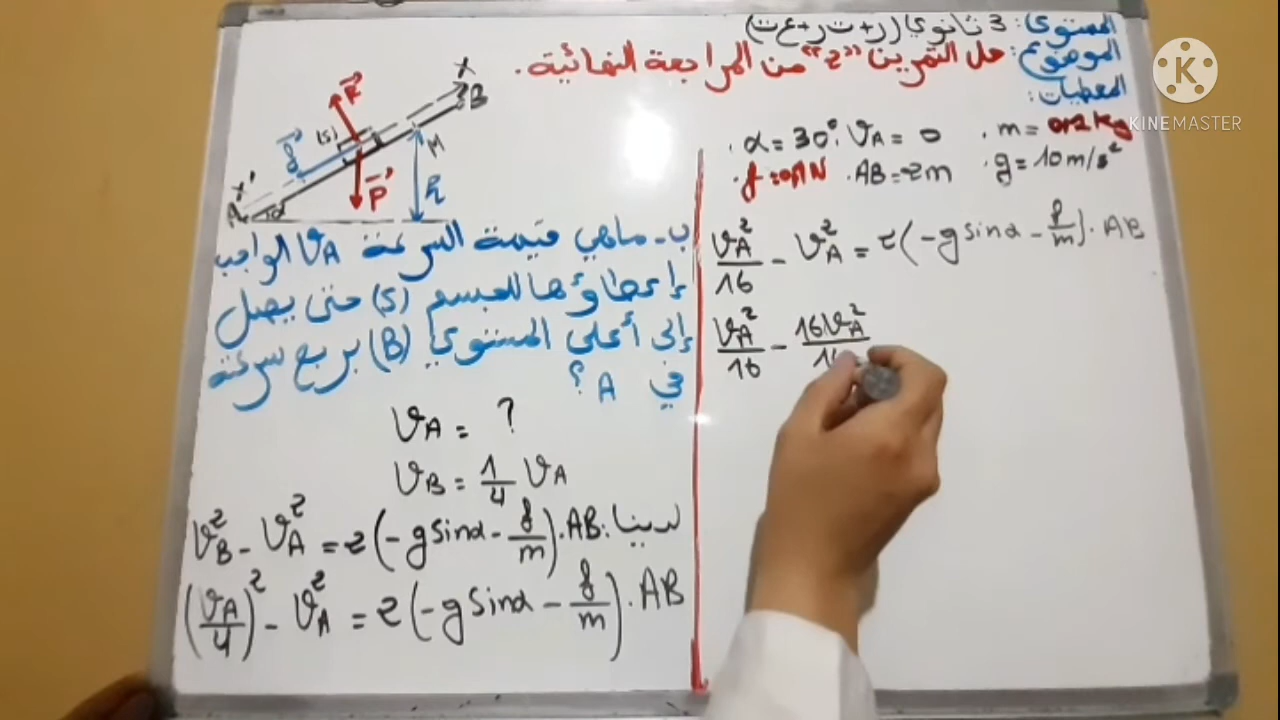 المستوى: 3 ثانوي (ر+ت ر+ع ت)
الموضوع: حل التمرين "2" من المراجعة النهائية.
المعطيات:
. α = 30° . vA = 0 . m = 0,2 kg
. f = 0,1 N . AB = 2m . g = 10 m/s²
K
KINEMASTER
x
B
R
(S)
M
P
h
x'
A
α
ب - ماهي قيمة السرعة vA الواجب
إعطاؤها للجسم (S) حتى يصل
إلى أعلى المستوي (B) بربع سرعة
في A ؟
vA = ?
vB = 1/4 vA
لدينا: vB² - vA² = 2(-g sinα - f/m).AB
(vA/4)² - vA² = 2(-g sinα - f/m).AB
vA²/16 - vA² = 2(-g sinα - f/m).AB
vA²/16 - 16vA²/